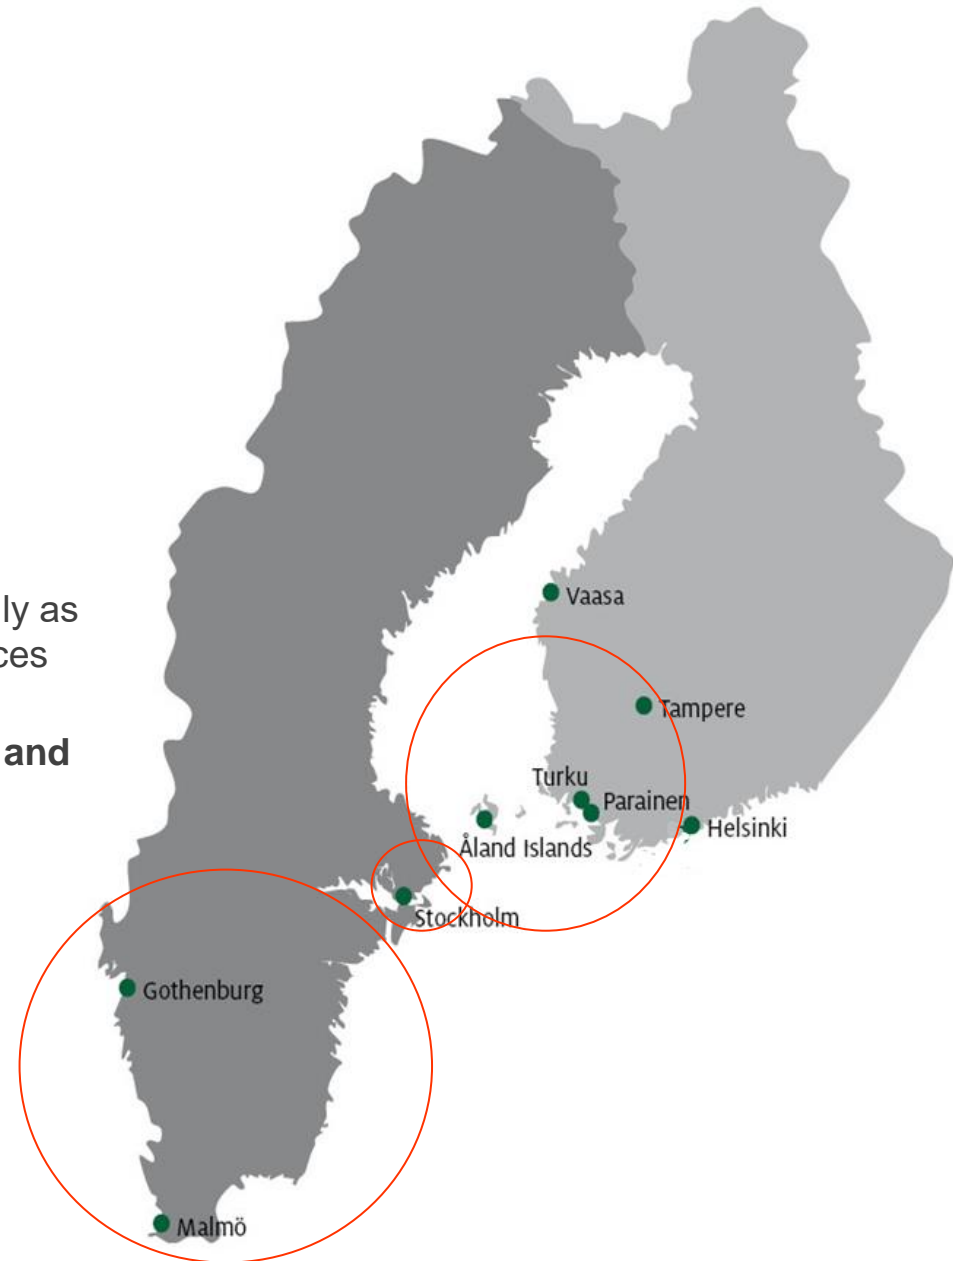 ly as
ces
and
Vaasa
Tampere
Turku
Parainen
Helsinki
Åland Islands
Stockholm
Gothenburg
Malmö